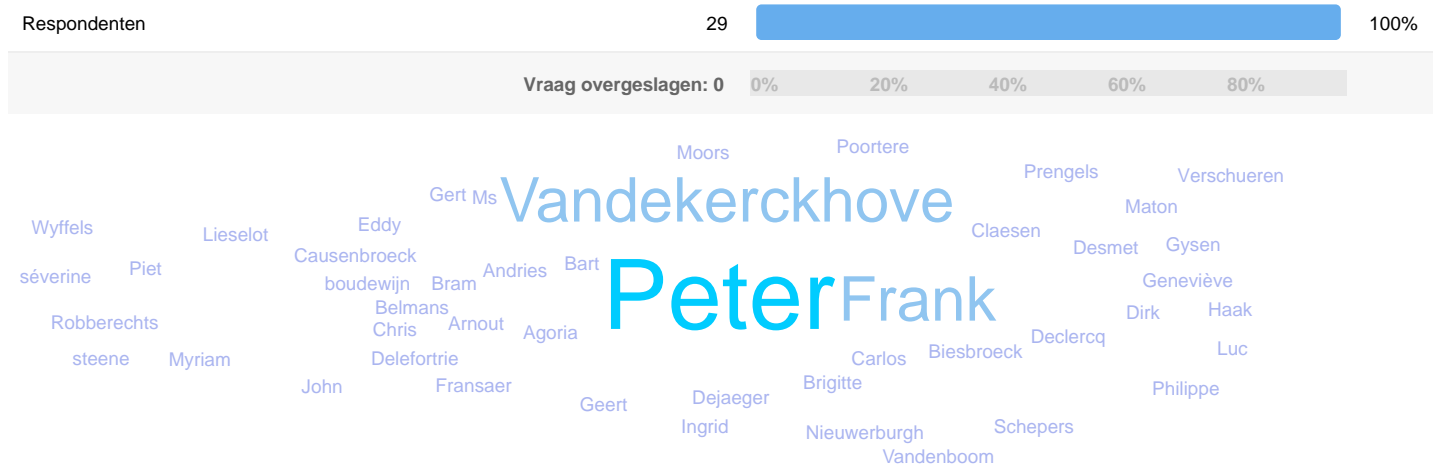 Respondenten 29 100%
Vraag overgeslagen: 0 0% 20% 40% 60% 80%
Moors Poortere
Prengels Verschueren
Gert Ms Vandekerckhove Maton
Wyffels Lieselot Eddy Claesen
Desmet Gysen
Causenbroeck
séverine Piet Andries Bart
boudewijn Bram Peter Frank Geneviève
Belmans Dirk Haak
Robberechts Chris Arnout Agoria
Declercq
steene Myriam Delefortrie Carlos Biesbroeck Luc
John Fransaer Brigitte Philippe
Geert Dejaeger
Ingrid Nieuwerburgh Schepers
Vandenboom